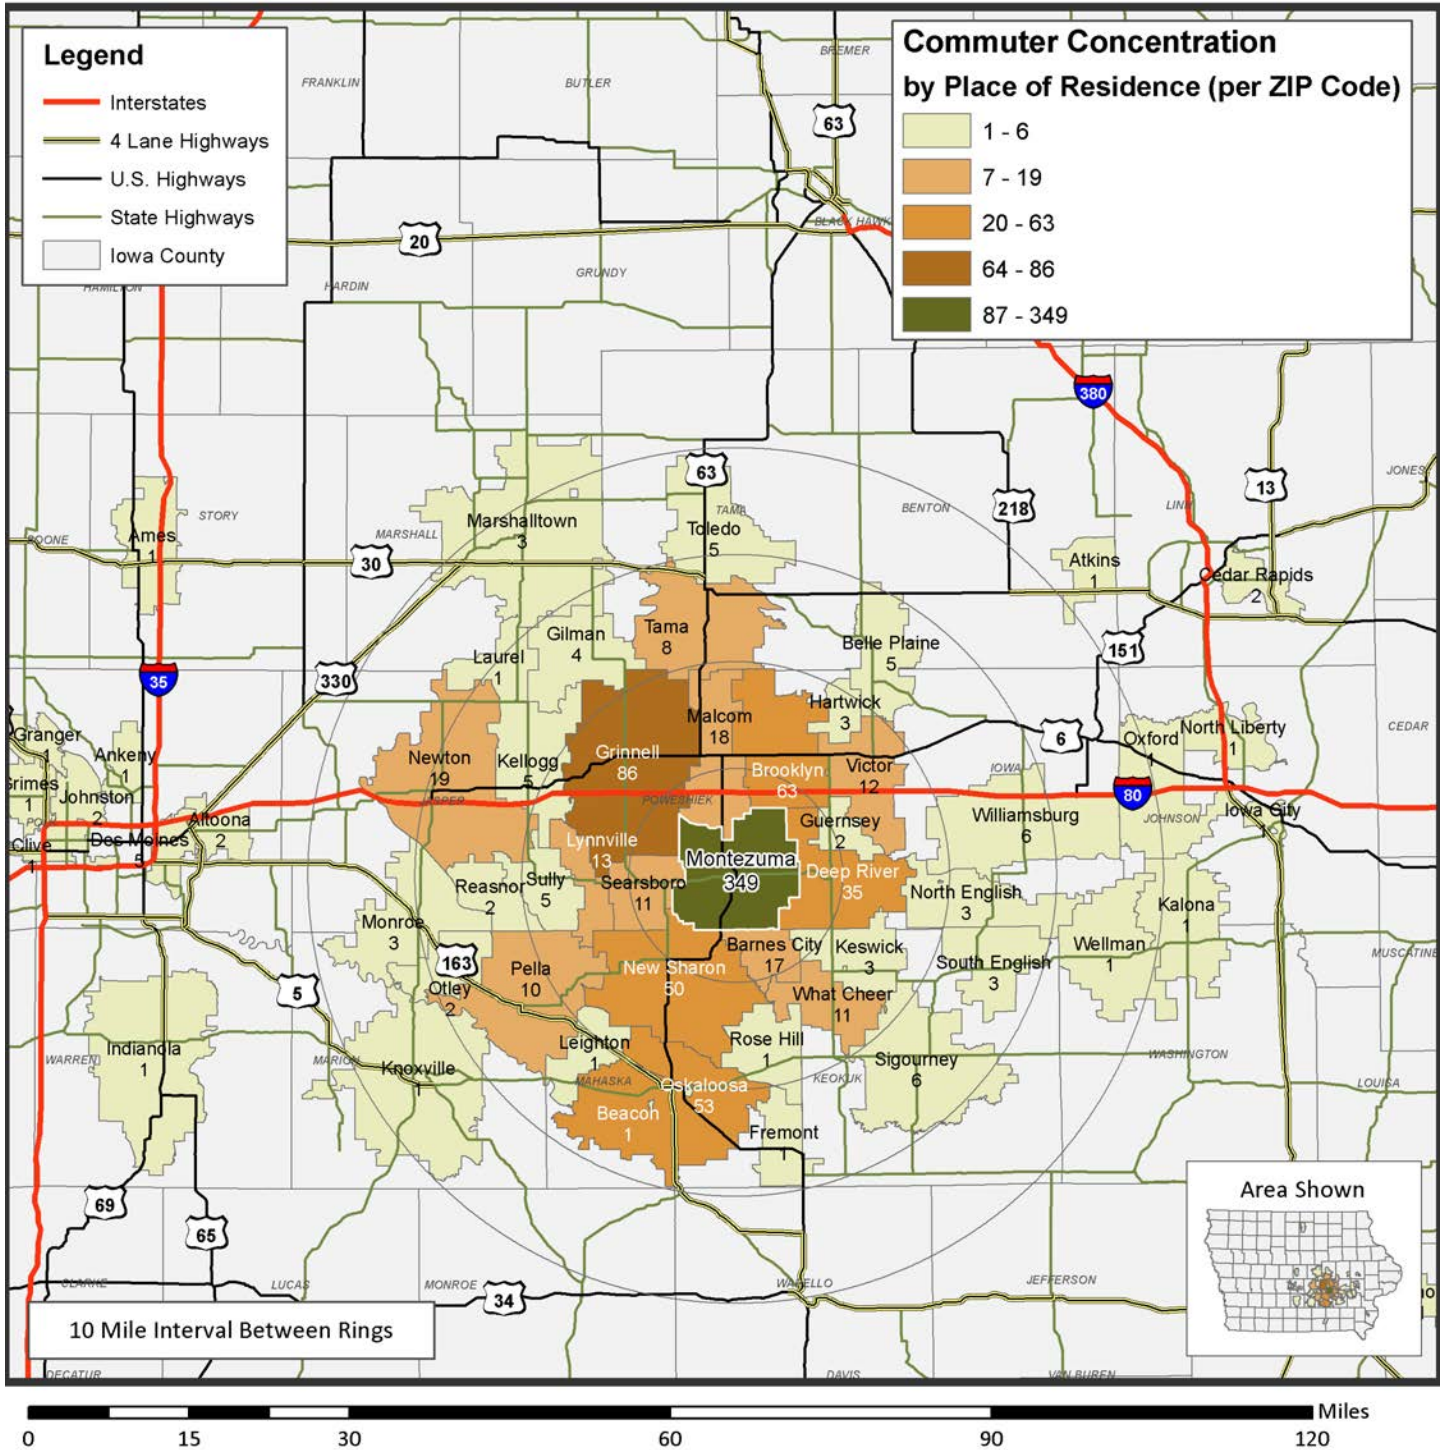 Legend
Interstates
4 Lane Highways
U.S. Highways
State Highways
Iowa County
Commuter Concentration
by Place of Residence (per ZIP Code)
1 - 6
7 - 19
20 - 63
64 - 86
87 - 349
FRANKLIN
BUTLER
BREMER
63
BLACK HAWK
20
GRUNDY
HARDIN
HAMILTON
380
63
13
JONES
LINN
218
BENTON
TAMA
STORY
MARSHALL
BOONE
Marshalltown
3
Toledo
5
Ames
1
30
Atkins
1
Cedar Rapids
2
Tama
8
Gilman
4
Belle Plaine
5
151
Laurel
1
35
330
Hartwick
3
Malcom
18
Granger
1
Ankeny
1
North Liberty
1
CEDAR
6
Oxford
1
Newton
19
Kellogg
5
Grinnell
86
Brooklyn
63
Victor
12
IOWA
Grimes
1
Johnston
2
JASPER
POWESHIEK
80
Altoona
2
Williamsburg
6
JOHNSON
Iowa City
1
Guernsey
2
Clive
1
Des Moines
5
Lynnville
13
Montezuma
349
Deep River
35
Reasnor
2
Sully
5
Searsboro
11
North English
3
Kalona
1
Monroe
3
Barnes City
17
Keswick
3
Wellman
1
MUSCATINE
163
Pella
10
New Sharon
50
South English
3
Otley
2
What Cheer
11
5
Indianola
1
WARREN
MARION
Knoxville
1
Leighton
1
Rose Hill
1
Sigourney
6
WASHINGTON
MAHASKA
Oskaloosa
53
KEOKUK
LOUISA
Beacon
1
Fremont
1
69
65
Area Shown
CLARKE
LUCAS
MONROE
34
WAPELLO
JEFFERSON
10 Mile Interval Between Rings
DECATUR
DAVIS
VAN BUREN
Miles
0 15 30 60 90 120